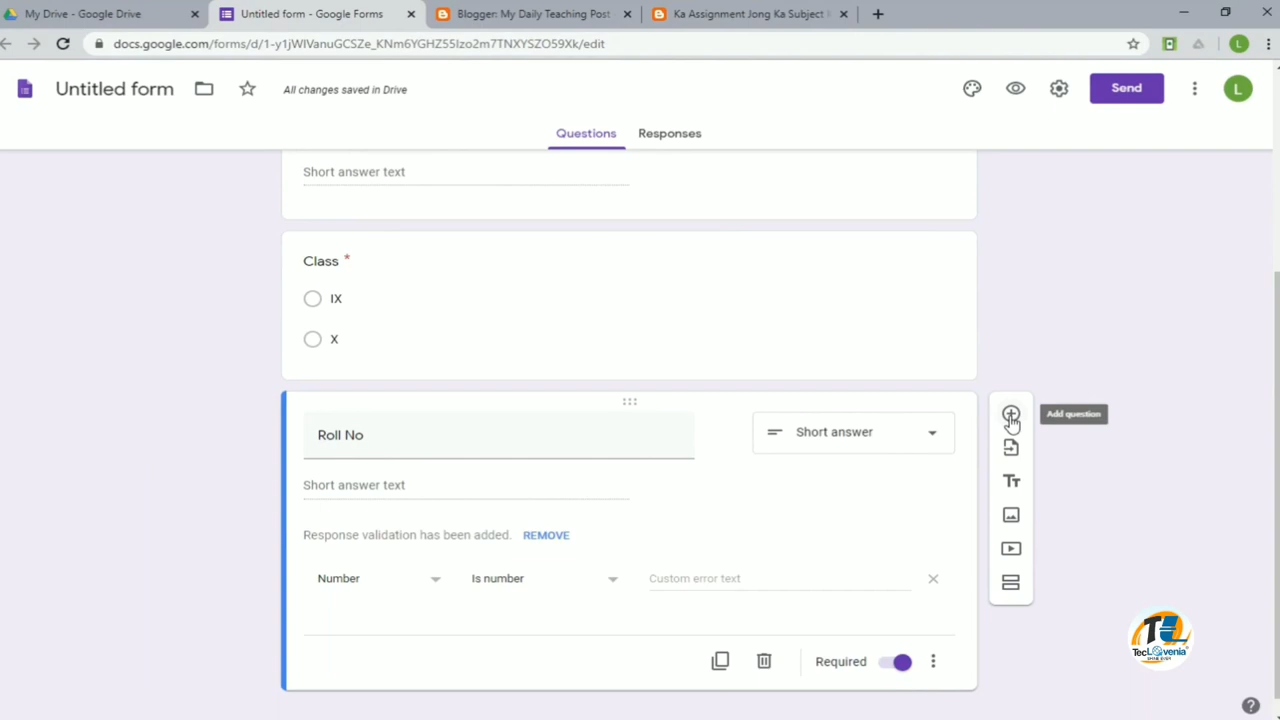 My Drive - Google Drive
Untitled form - Google Forms
Blogger: My Daily Teaching Post
Ka Assignment Jong Ka Subject
docs.google.com/forms/d/1-y1jWIVanuGCSZe_KNm6YGHZ55Izo2m7TNXYSZO59Xk/edit
L
Untitled form
All changes saved in Drive
Send
L
Questions
Responses
Short answer text
Class *
IX
X
Roll No
Short answer
Add question
Short answer text
Response validation has been added. REMOVE
Number
Is number
Custom error text
Required
TL
TecLovenia